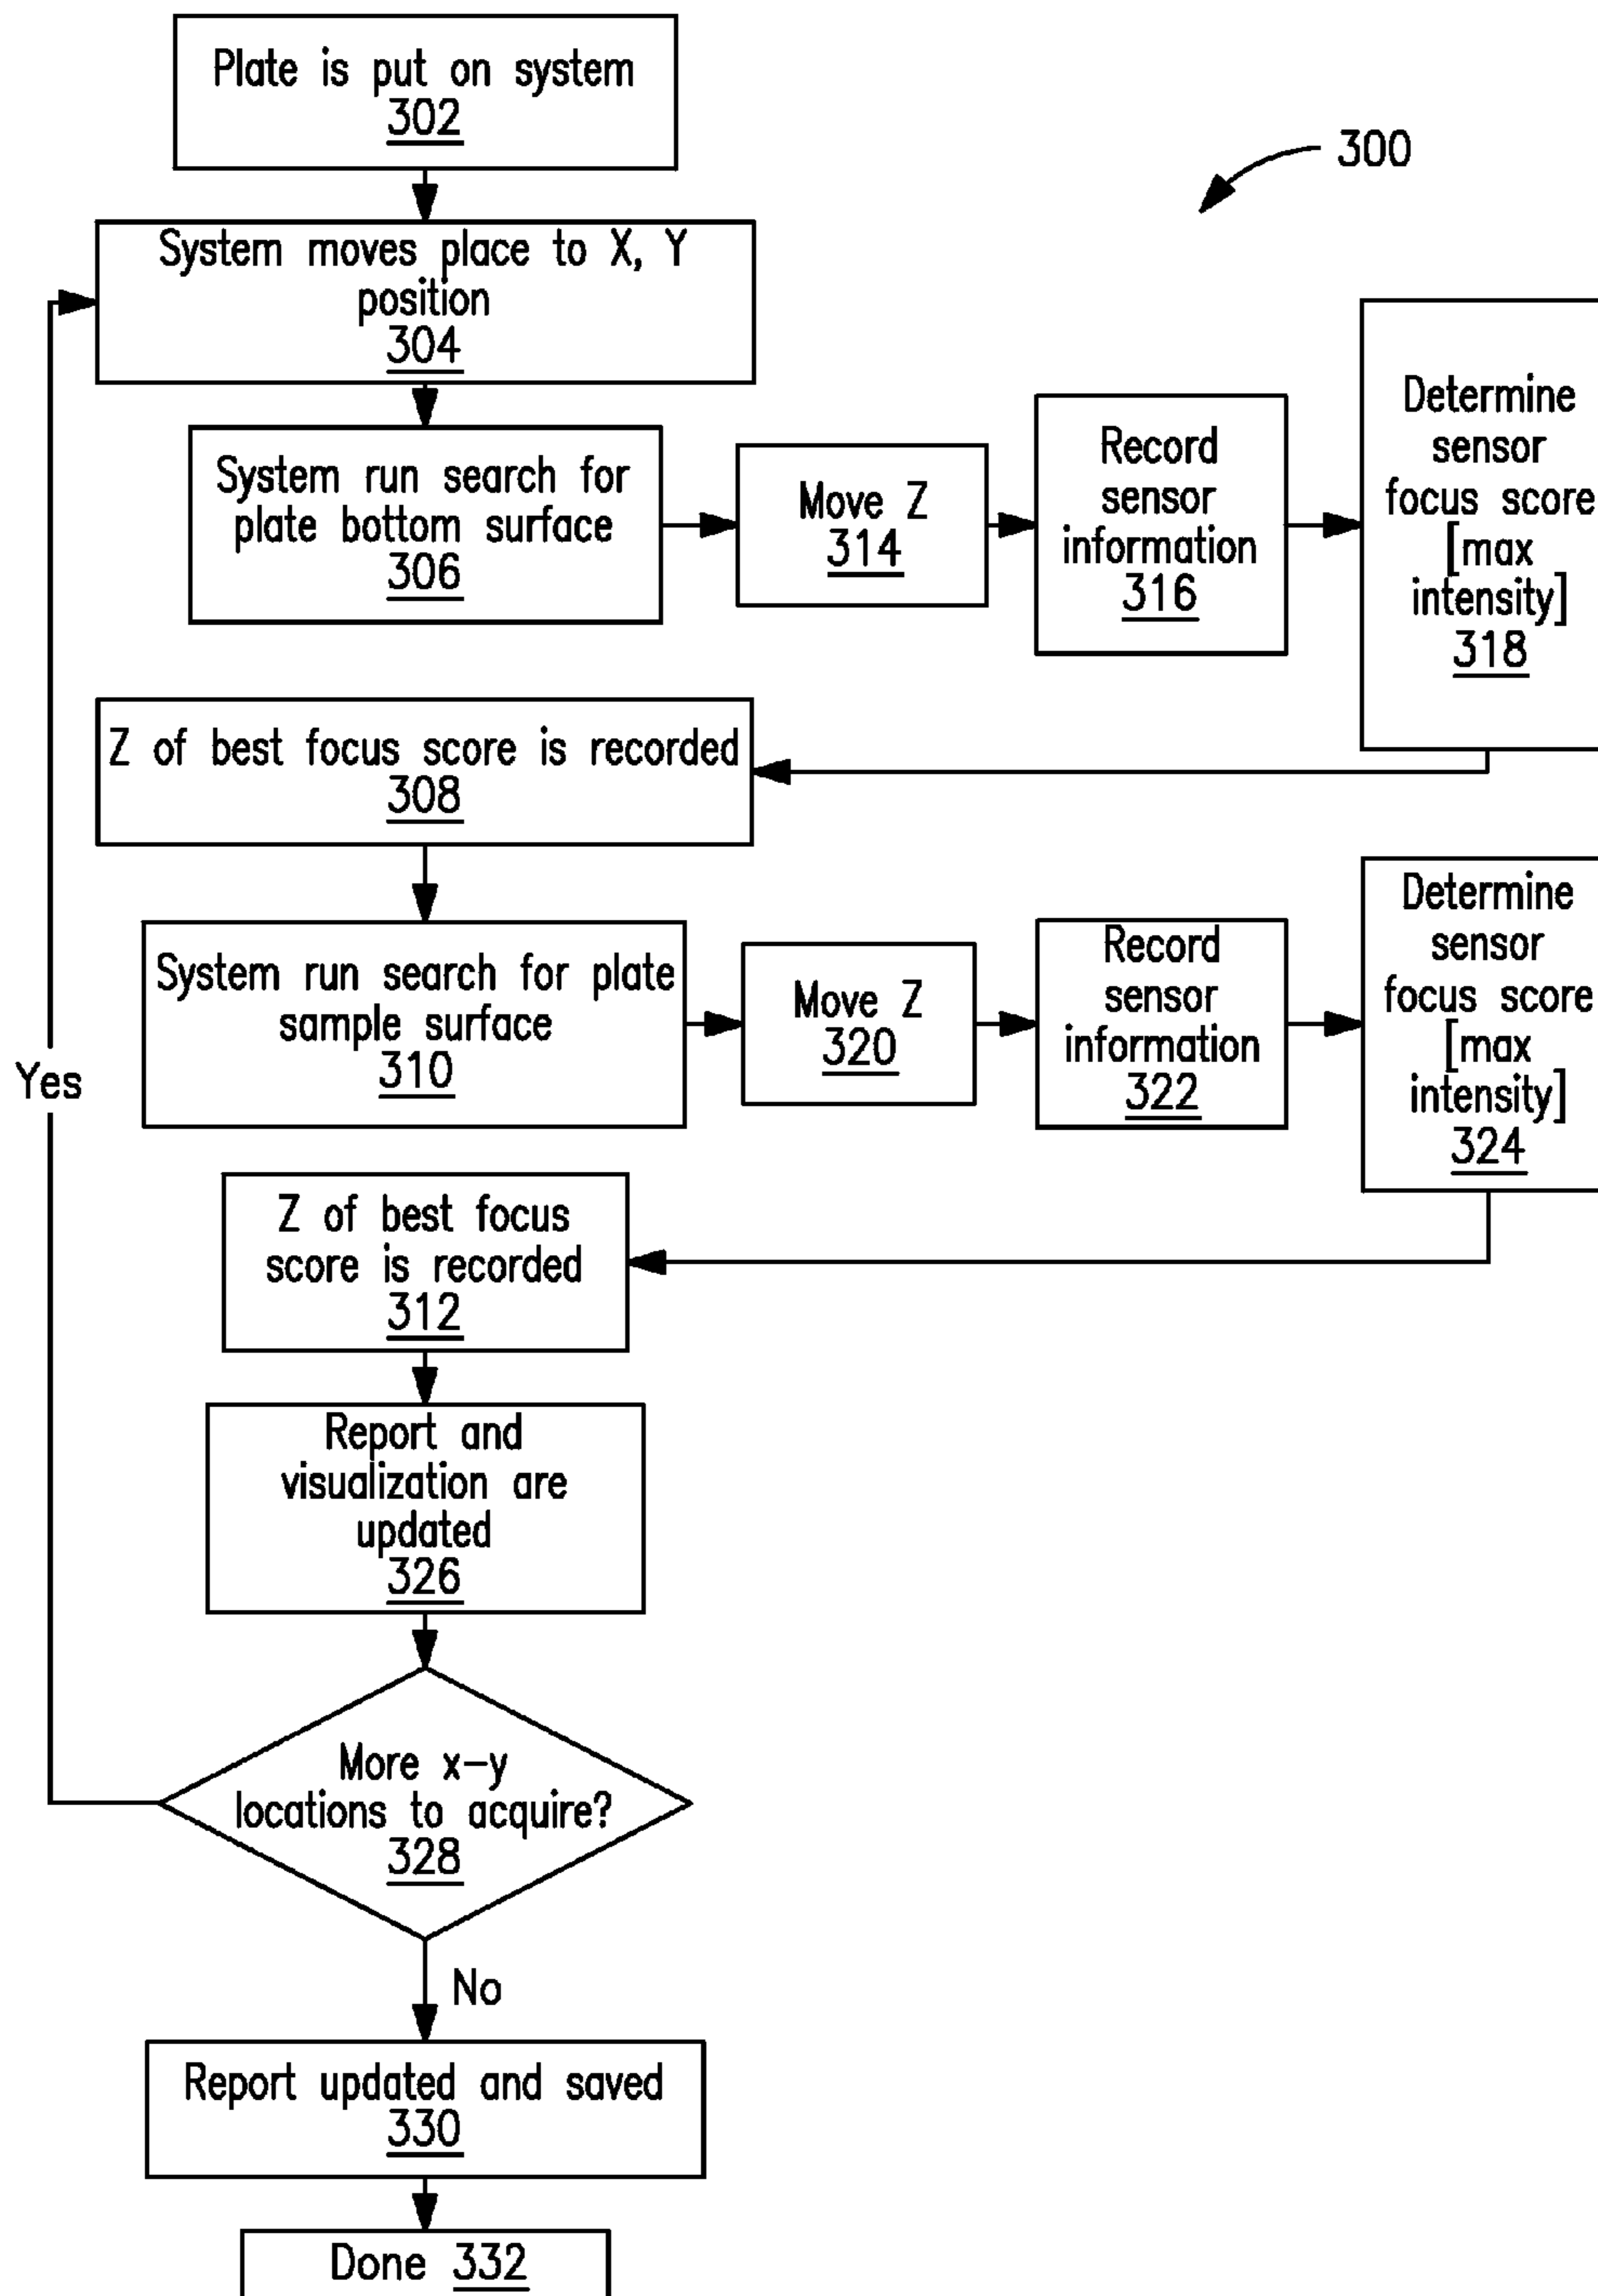 Plate is put on system
302
300
System moves place to X, Y
position
304
System run search for
plate bottom surface
306
Move Z
314
Record
sensor
information
316
Determine
sensor
focus score
[max
intensity]
318
Z of best focus score is recorded
308
System run search for plate
sample surface
310
Move Z
320
Record
sensor
information
322
Determine
sensor
focus score
[max
intensity]
324
Yes
Z of best focus
score is recorded
312
Report and
visualization are
updated
326
More x-y
locations to acquire?
328
No
Report updated and saved
330
Done 332